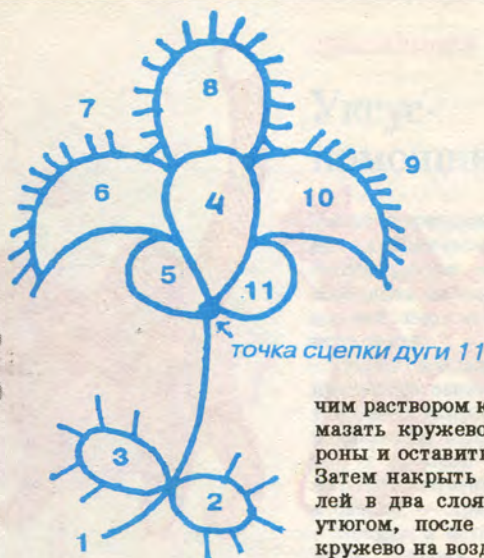 8
7
9
6
4
10
5
11
точка сцепки дуги 11
3
2
1
чим раствором к
мазать кружево
роны и оставить
Затем накрыть
лей в два слоя
утюгом, после
кружево на возд